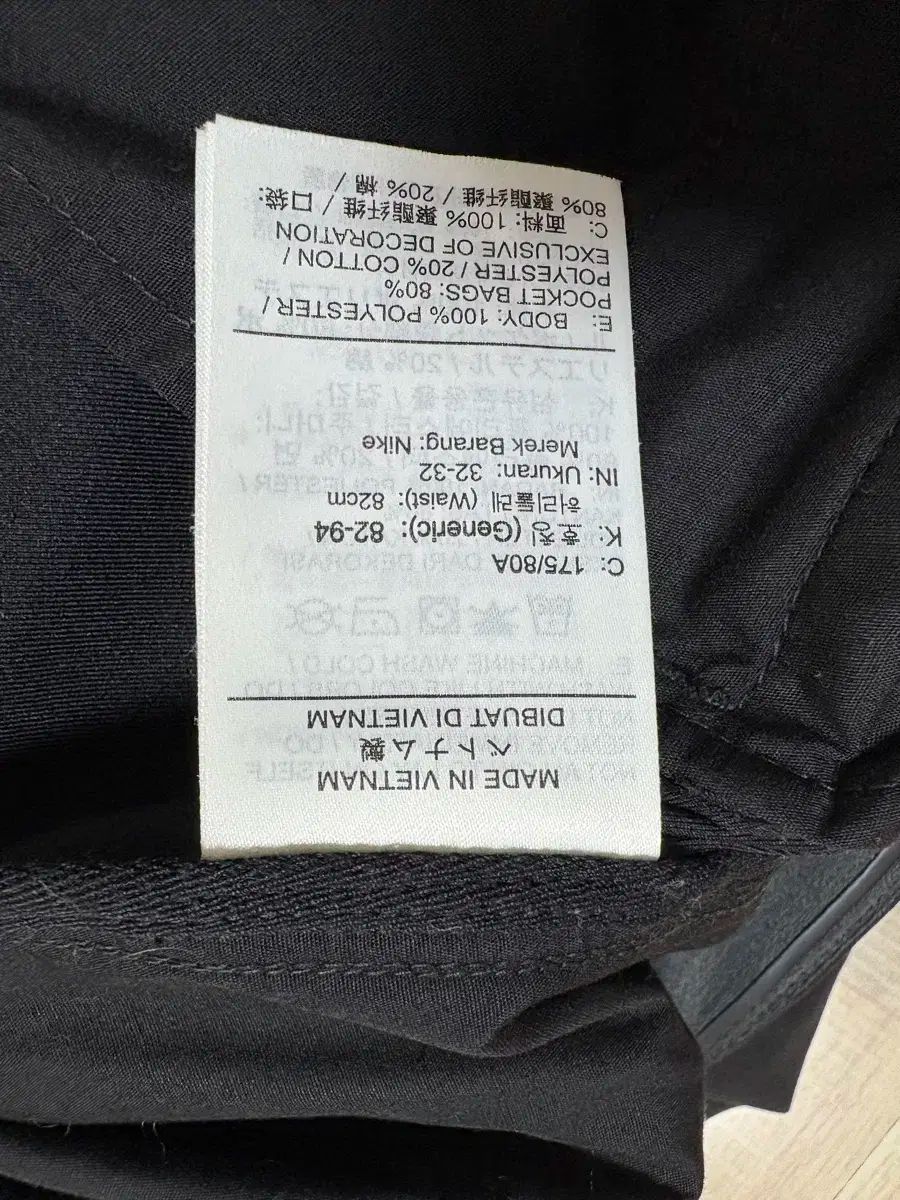 MADE IN VIETNAM
ベトナム製
DIBUAT DI VIETNAM
C: 175/80A
K: 호칭 (Generic): 82-94
허리둘레 (Waist): 82cm
IN: Ukuran: 32-32
Merek Barang: Nike
E: BODY: 100% POLYESTER /
POCKET BAGS: 80%
POLYESTER / 20% COTTON /
EXCLUSIVE OF DECORATION
C: 面料: 100% 聚酯纤维 / 口袋:
80% 聚酯纤维 / 20% 棉 /